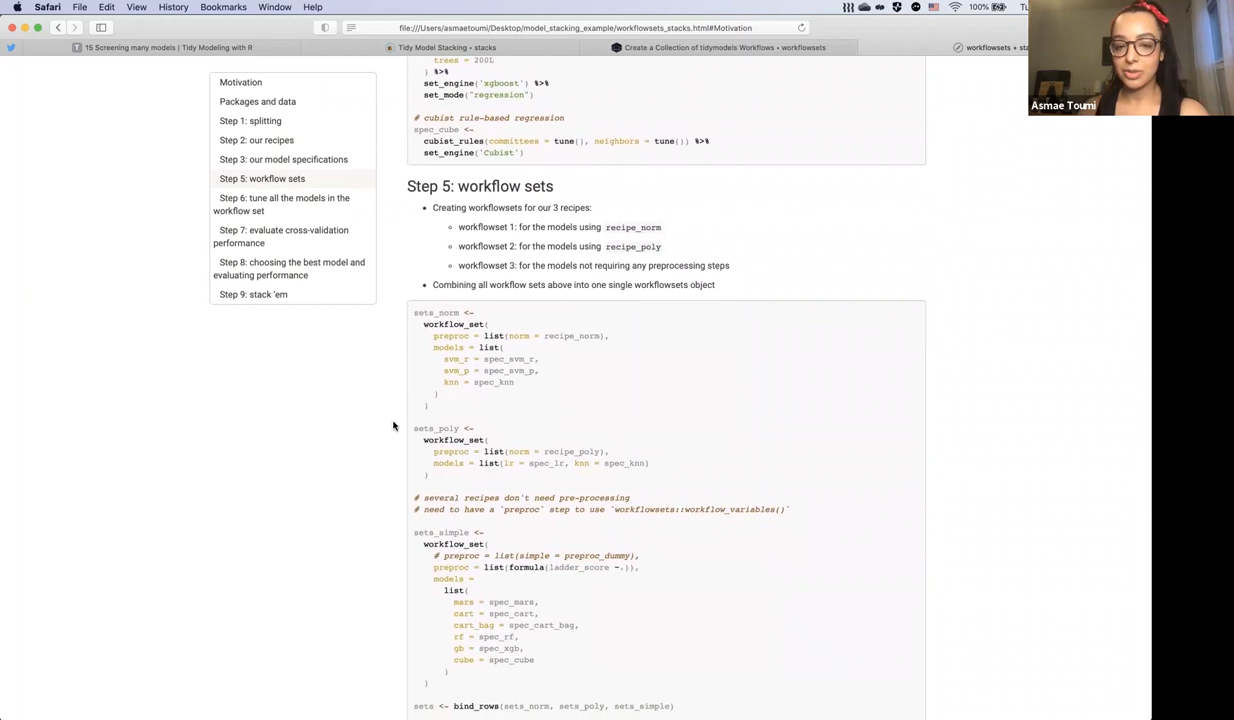 Safari File Edit View History Bookmarks Window Help
100%
file:///Users/asmaetoumi/Desktop/model_stacking_example/workflowsets_stacks.html#Motivation
15 Screening many models | Tidy Modeling with R
Tidy Model Stacking • stacks
Create a Collection of tidymodels Workflows • workflowsets
workflowsets + sta
Asmae Toumi
Motivation
Packages and data
Step 1: splitting
Step 2: our recipes
Step 3: our model specifications
Step 5: workflow sets
Step 6: tune all the models in the
workflow set
Step 7: evaluate cross-validation
performance
Step 8: choosing the best model and
evaluating performance
Step 9: stack 'em
trees = 200L
) %>%
set_engine('xgboost') %>%
set_mode("regression")
# cubist rule-based regression
spec_cube <-
cubist_rules(committees = tune(), neighbors = tune()) %>%
set_engine('Cubist')
Step 5: workflow sets
• Creating workflowsets for our 3 recipes:
workflowset 1: for the models using recipe_norm
workflowset 2: for the models using recipe_poly
workflowset 3: for the models not requiring any preprocessing steps
• Combining all workflow sets above into one single workflowsets object
sets_norm <-
workflow_set(
preproc = list(norm = recipe_norm),
models = list(
svm_r = spec_svm_r,
svm_p = spec_svm_p,
knn = spec_knn
)
)
sets_poly <-
workflow_set(
preproc = list(norm = recipe_poly),
models = list(lr = spec_lr, knn = spec_knn)
)
# several recipes don't need pre-processing
# need to have a `preproc` step to use `workflowsets::workflow_variables()`
sets_simple <-
workflow_set(
# preproc = list(simple = preproc_dummy),
preproc = list(formula(ladder_score ~.)),
models =
list(
mars = spec_mars,
cart = spec_cart,
cart_bag = spec_cart_bag,
rf = spec_rf,
gb = spec_xgb,
cube = spec_cube
)
)
sets <- bind_rows(sets_norm, sets_poly, sets_simple)